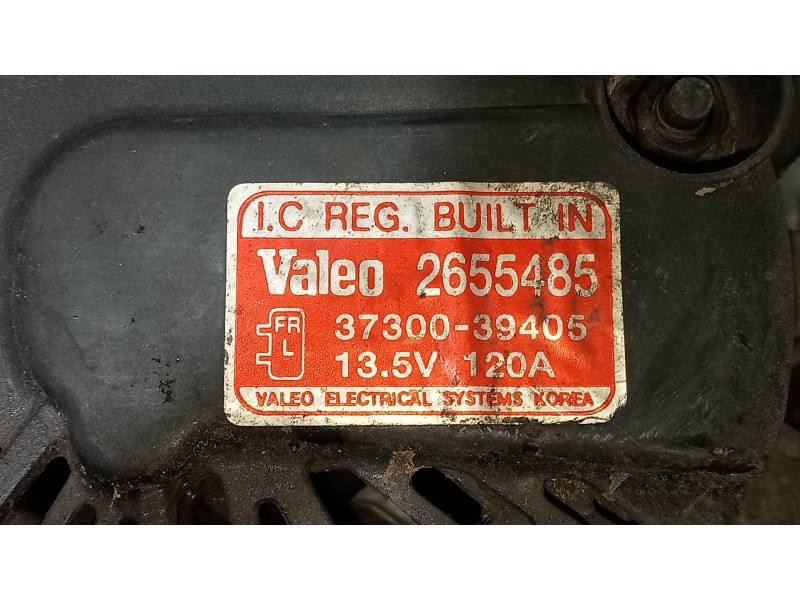 I.C REG. BUILT IN
Valeo 2655485
FR 37300-39405
L 13.5V 120A
VALEO ELECTRICAL SYSTEMS KOREA